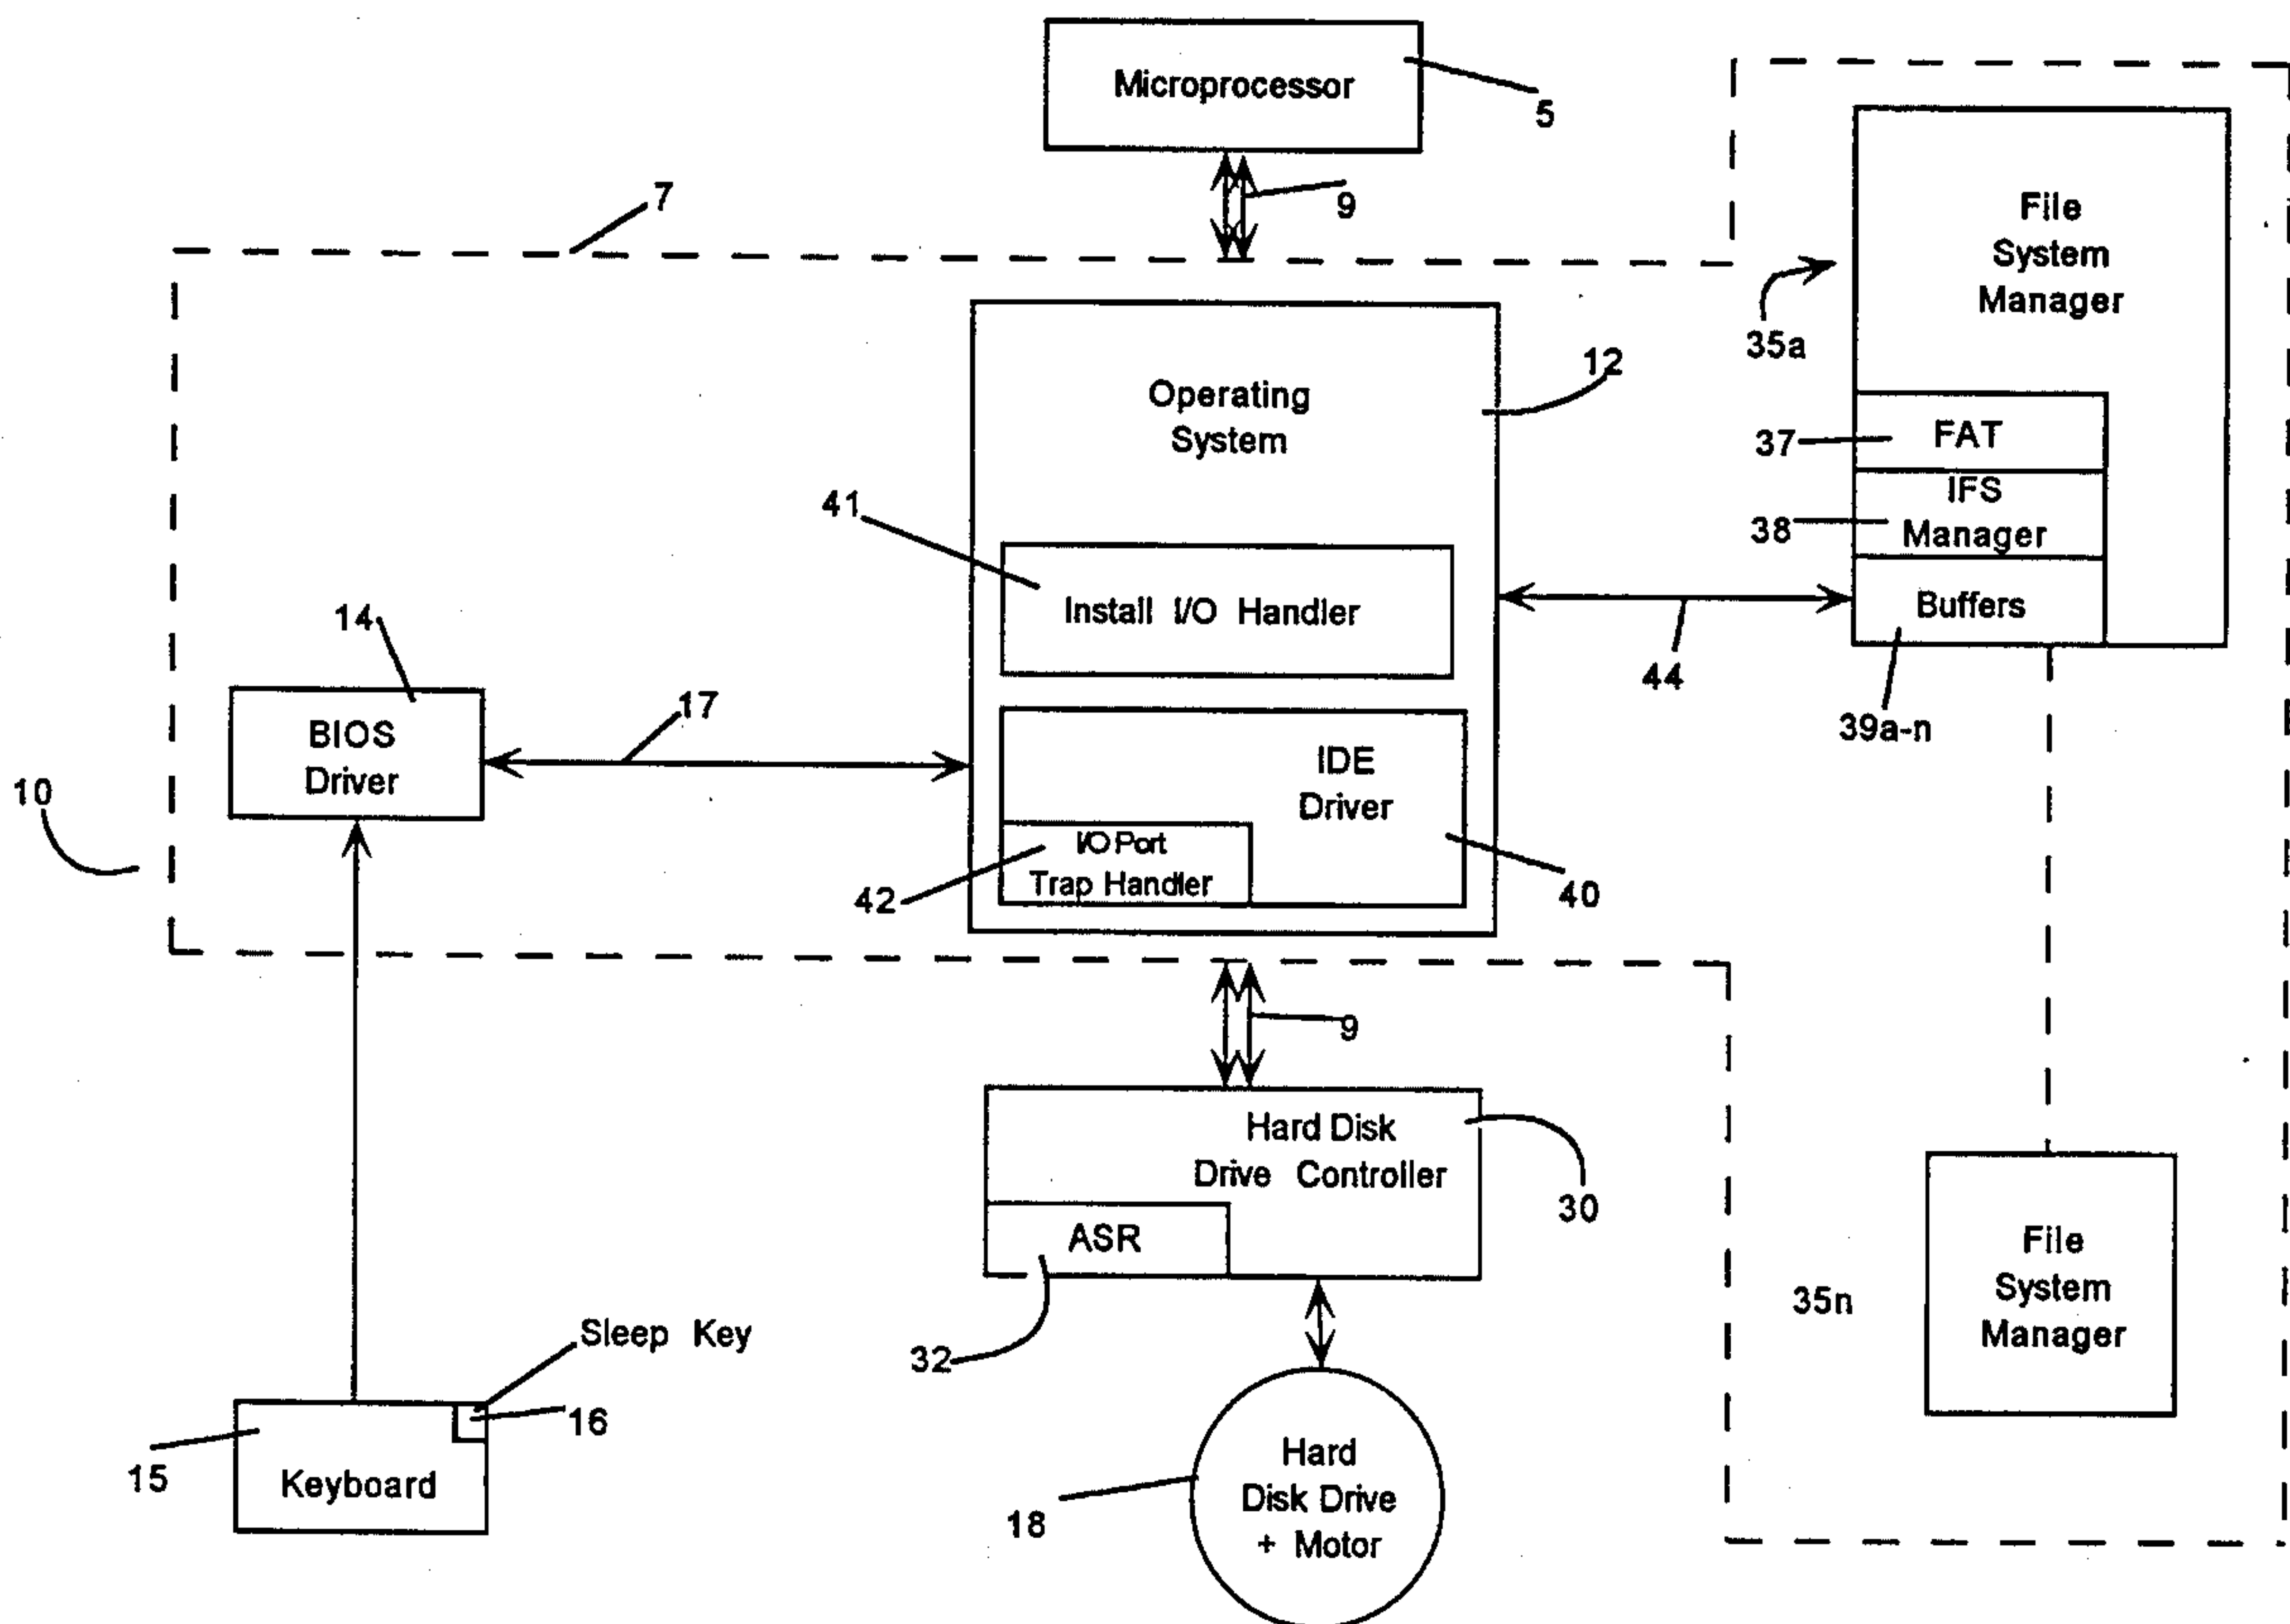 Microprocessor
5
9
7
File
System
Manager
35a
12
Operating
System
37
FAT
38
IFS
Manager
Buffers
39a-n
44
41
Install I/O Handler
14
BIOS
Driver
17
10
IDE
Driver
I/O Port
Trap Handler
42
40
9
Hard Disk
Drive Controller
30
ASR
32
Sleep Key
16
15
Keyboard
18
Hard
Disk Drive
+ Motor
35n
File
System
Manager